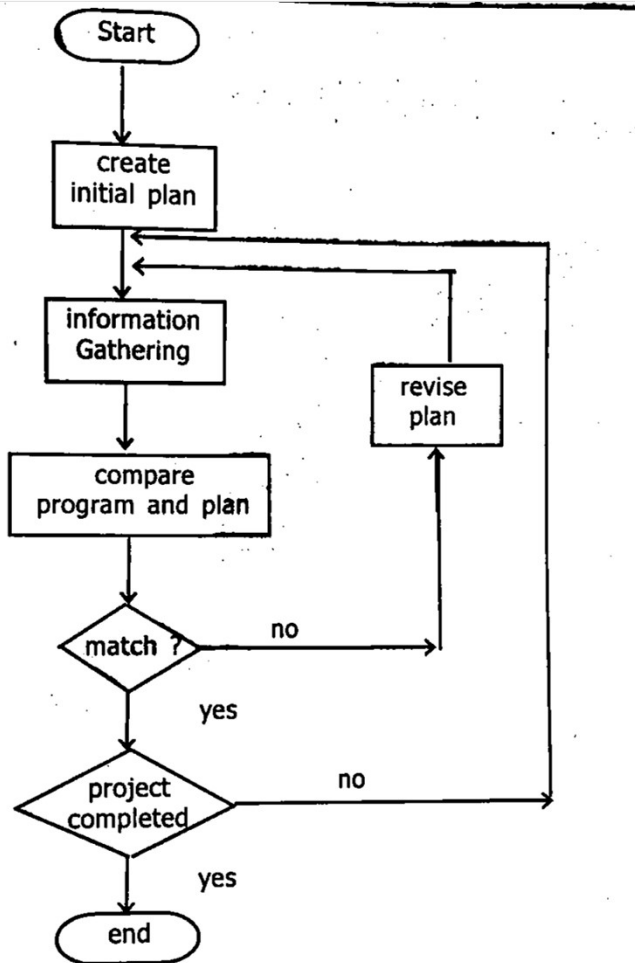 Start
create
initial plan
information
Gathering
revise
plan
compare
program and plan
match ?
no
yes
project
completed
no
yes
end